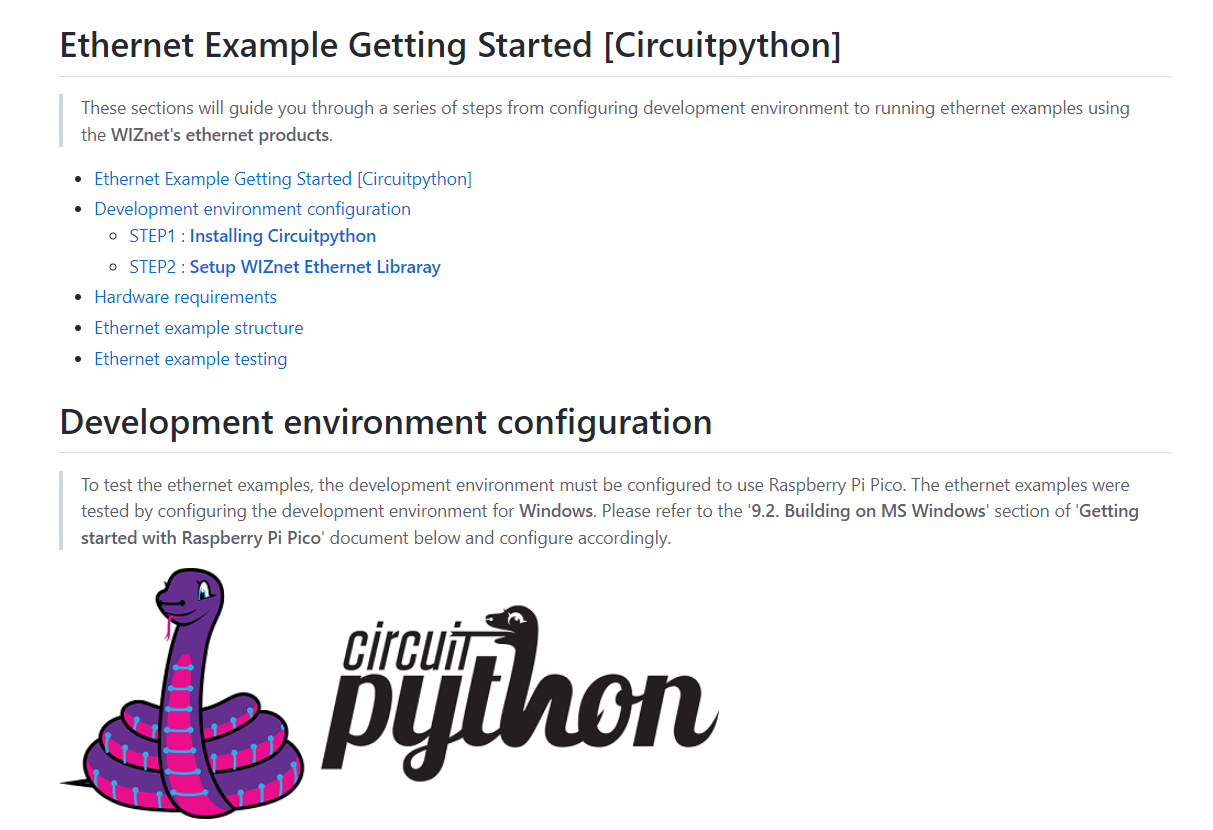 Ethernet Example Getting Started [Circuitpython]
These sections will guide you through a series of steps from configuring development environment to running ethernet examples using
the WIZnet's ethernet products.
Ethernet Example Getting Started [Circuitpython]
Development environment configuration
STEP1 : Installing Circuitpython
STEP2 : Setup WIZnet Ethernet Libraray
Hardware requirements
Ethernet example structure
Ethernet example testing
Development environment configuration
To test the ethernet examples, the development environment must be configured to use Raspberry Pi Pico. The ethernet examples were
tested by configuring the development environment for Windows. Please refer to the '9.2. Building on MS Windows' section of 'Getting
started with Raspberry Pi Pico' document below and configure accordingly.
circuit
python